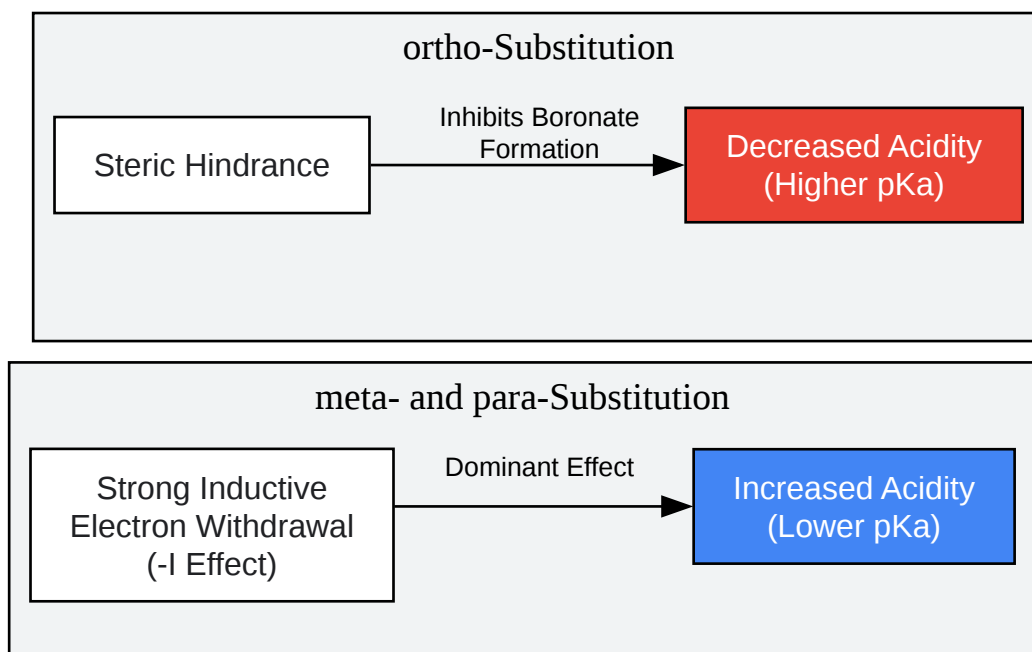 ortho-Substitution
Steric Hindrance
Inhibits Boronate
Formation
Decreased Acidity
(Higher pKa)
meta- and para-Substitution
Strong Inductive
Electron Withdrawal
(-I Effect)
Dominant Effect
Increased Acidity
(Lower pKa)